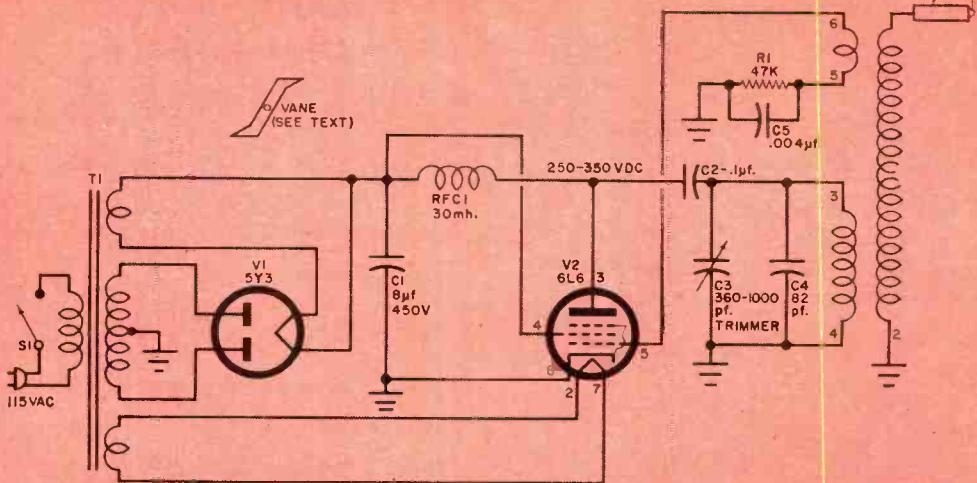 6
5
R1
47K
C5
.004µf
VANE
(SEE TEXT)
T1
RFC1
30mh.
250-350VDC
C2-.1µf.
3
V1
5Y3
C1
8µf
450V
V2
6L6
3
4
5
8
2
7
C3
360-1000
pf.
TRIMMER
C4
82
pf.
4
2
S1
115VAC